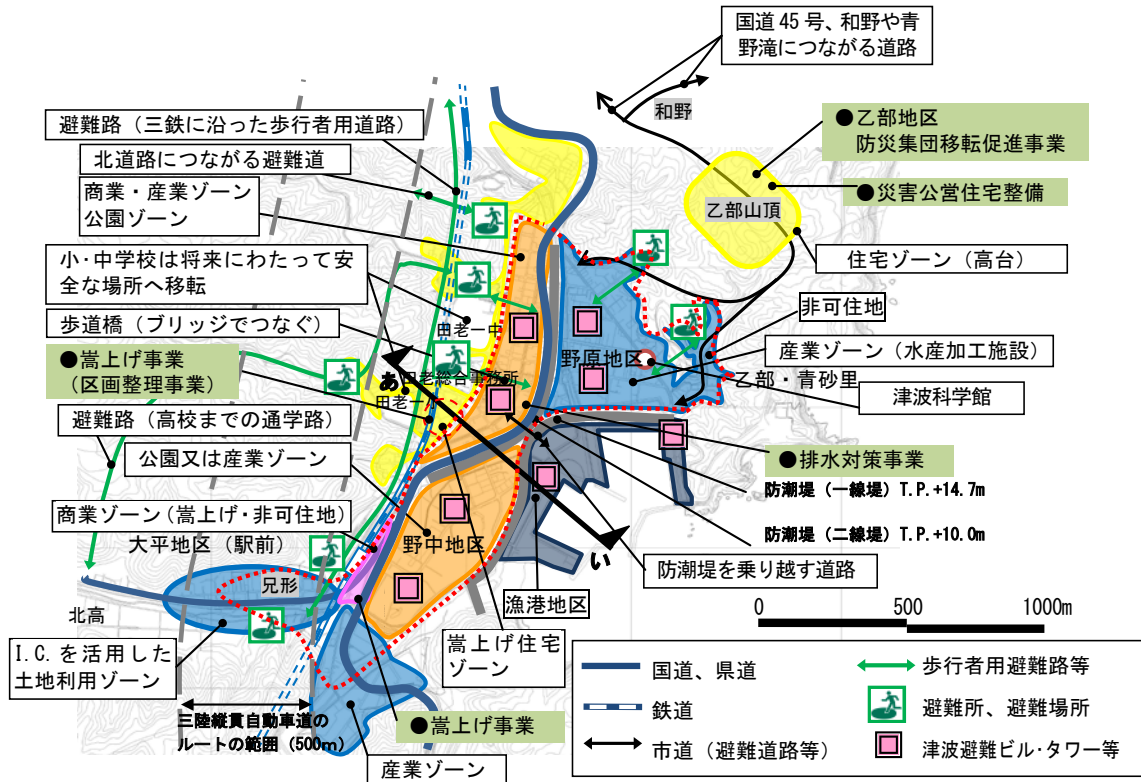 国道 45 号、和野や青
野滝につながる道路
和野
●乙部地区
防災集団移転促進事業
●災害公営住宅整備
乙部山頂
住宅ゾーン（高台）
避難路（三鉄に沿った歩行者用道路）
北道路につながる避難道
商業・産業ゾーン
公園ゾーン
小・中学校は将来にわたって安
全な場所へ移転
歩道橋（ブリッジでつなぐ）
●嵩上げ事業
（区画整理事業）
避難路（高校までの通学路）
公園又は産業ゾーン
商業ゾーン（嵩上げ・非可住地）
大平地区（駅前）
田老一中
田老総合事務所
あ
田老一小
野原地区
乙部・青砂里
非可住地
産業ゾーン（水産加工施設）
津波科学館
●排水対策事業
防潮堤（一線堤）T.P.+14.7m
防潮堤（二線堤）T.P.+10.0m
い
防潮堤を乗り越す道路
野中地区
漁港地区
兄形
北高
I.C. を活用した
土地利用ゾーン
嵩上げ住宅
ゾーン
三陸縦貫自動車道の
ルートの範囲（500m）
●嵩上げ事業
産業ゾーン
0 500 1000m
国道、県道
鉄道
市道（避難道路等）
歩行者用避難路等
避難所、避難場所
津波避難ビル・タワー等